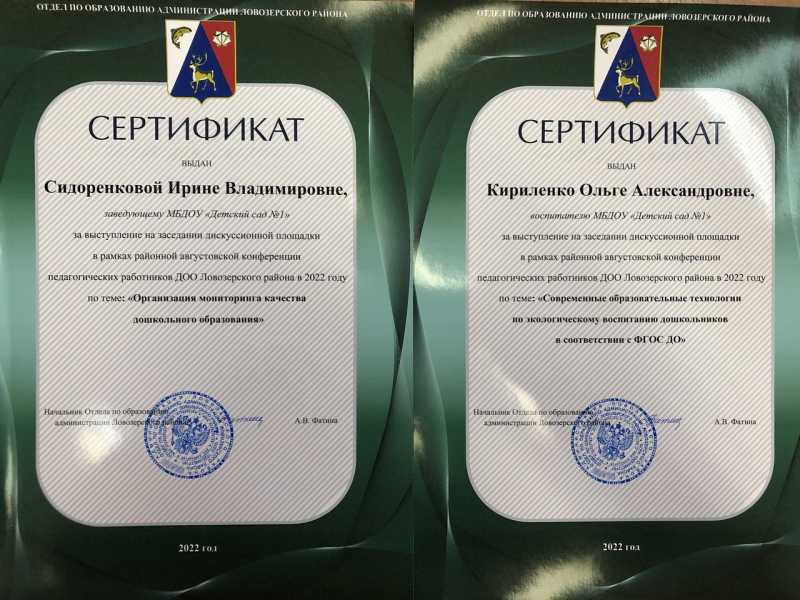 ОТДЕЛ ПО ОБРАЗОВАНИЮ АДМИНИСТРАЦИИ ЛОВОЗЕРСКОГО РАЙОНА
СЕРТИФИКАТ
ВЫДАН
Сидоренковой Ирине Владимировне,
заведующему МБДОУ «Детский сад №1»
за выступление на заседании дискуссионной площадки
в рамках районной августовской конференции
педагогических работников ДОО Ловозерского района в 2022 году
по теме: «Организация мониторинга качества
дошкольного образования»
Начальник Отдела по образованию
администрации Ловозерского района
А.В. Фатина
2022 год
ОТДЕЛ ПО ОБРАЗОВАНИЮ АДМИНИСТРАЦИИ ЛОВОЗЕРСКОГО РАЙОНА
СЕРТИФИКАТ
ВЫДАН
Кириленко Ольге Александровне,
воспитателю МБДОУ «Детский сад №1»
за выступление на заседании дискуссионной площадки
в рамках районной августовской конференции
педагогических работников ДОО Ловозерского района в 2022 году
по теме: «Современные образовательные технологии
по экологическому воспитанию дошкольников
в соответствии с ФГОС ДО»
Начальник Отдела по образованию
администрации Ловозерского района
А.В. Фатина
2022 год